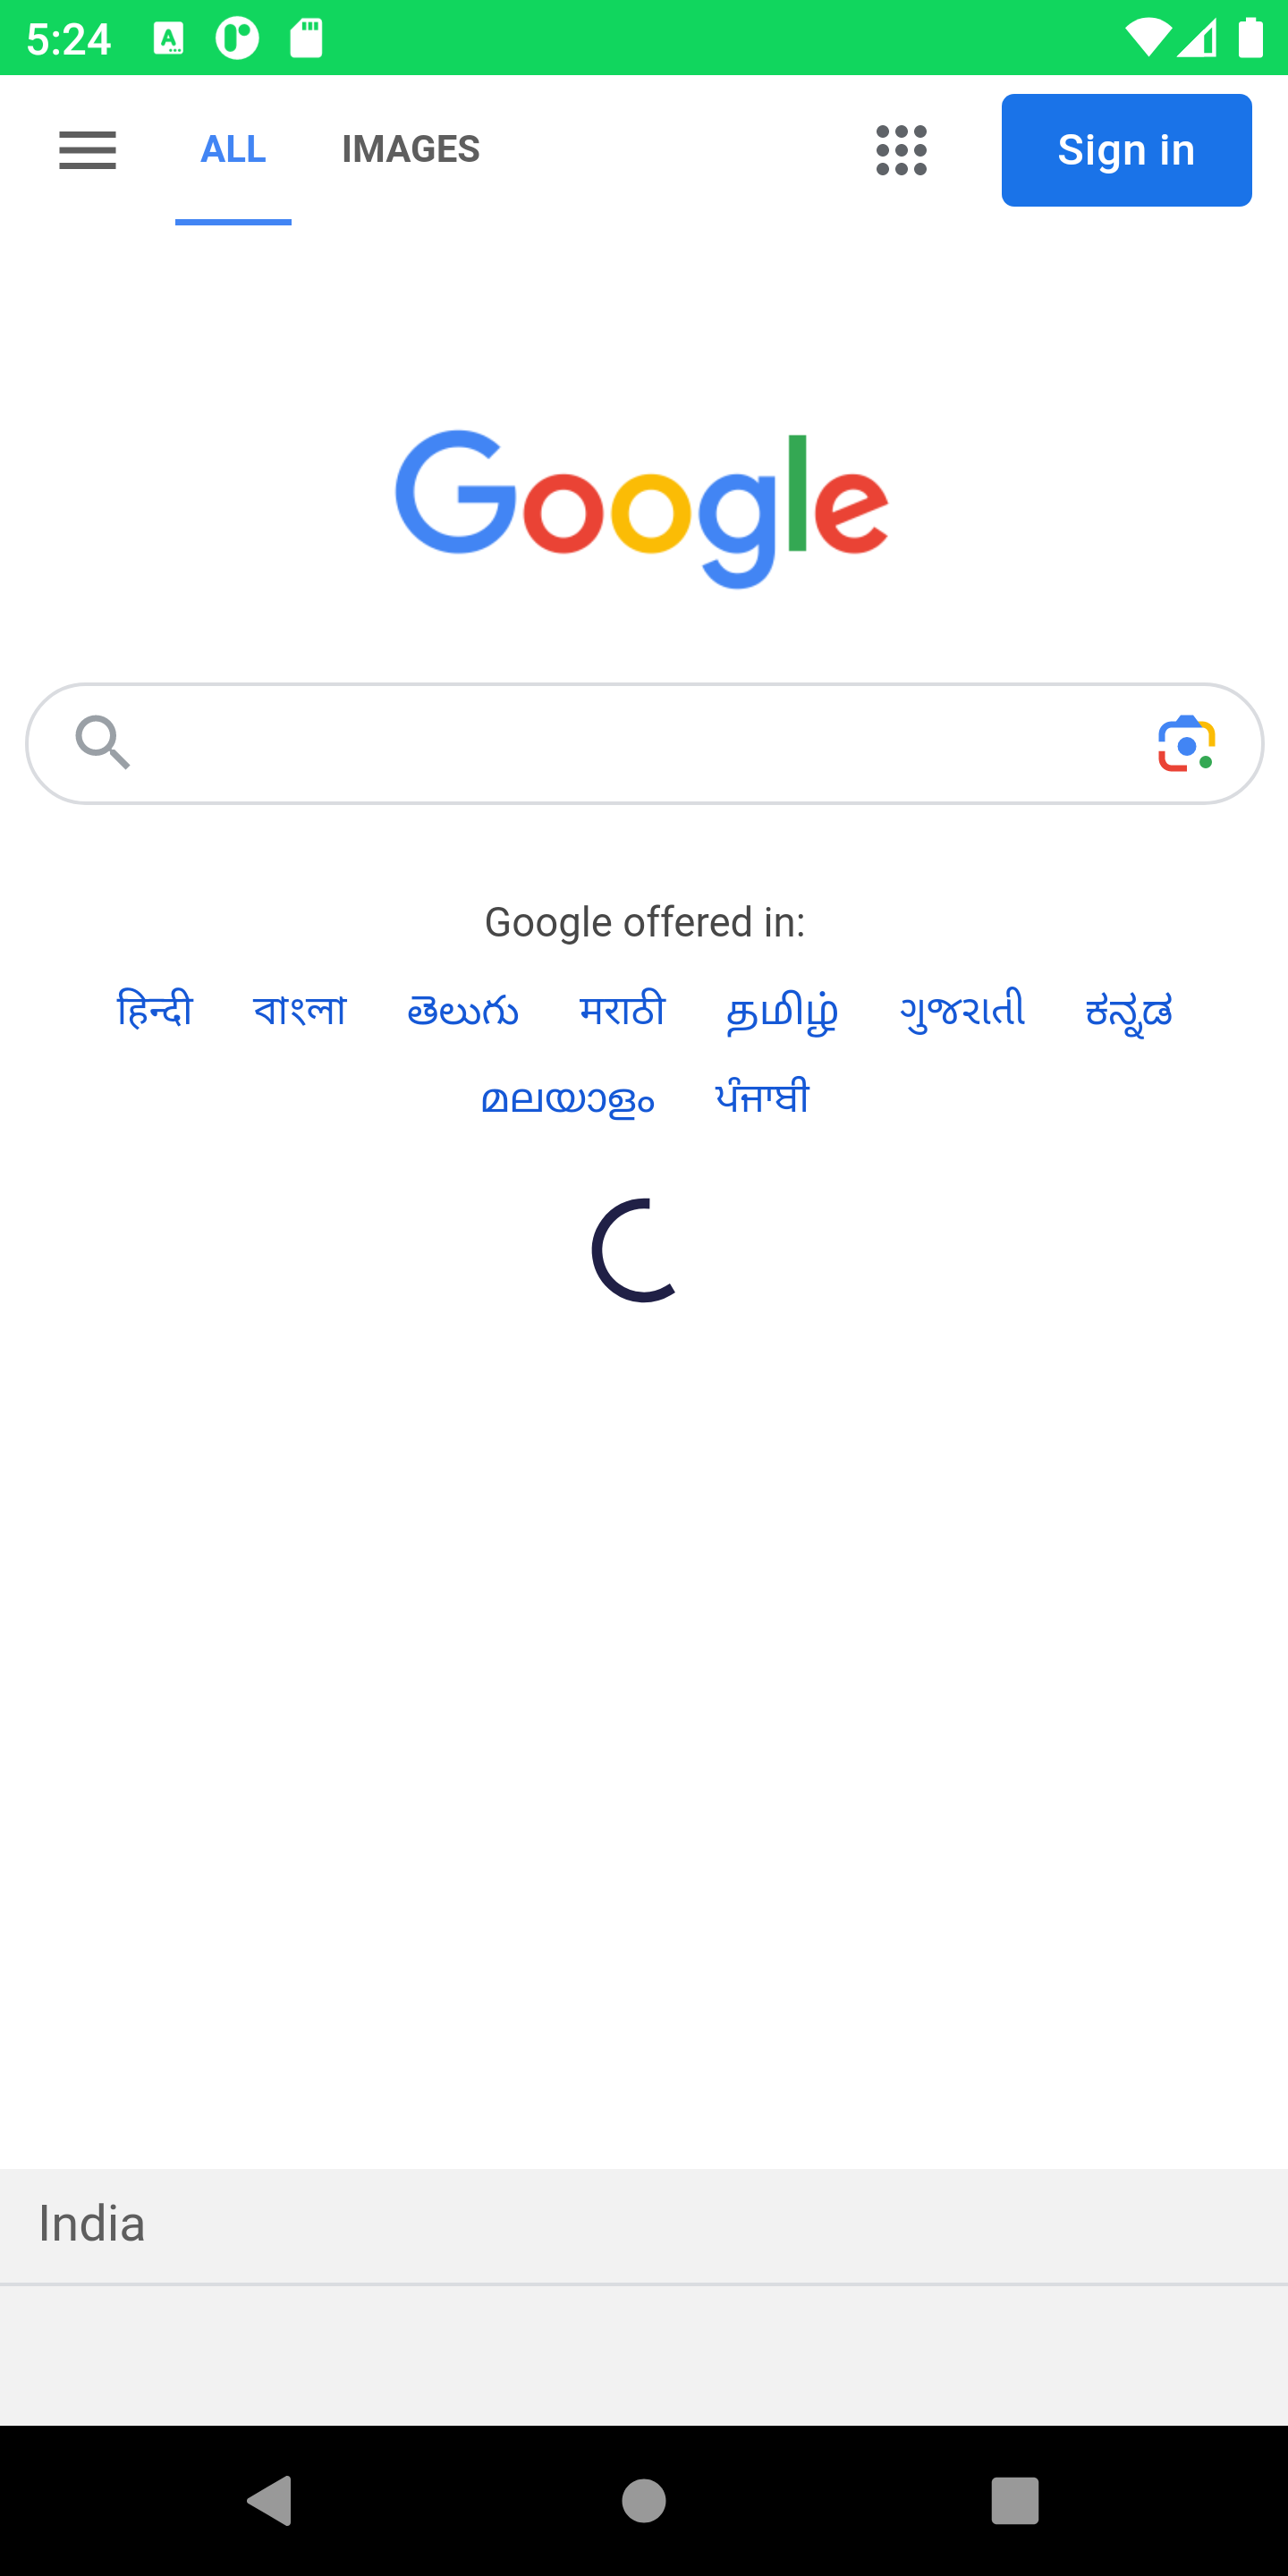 5:24
ALL IMAGES Sign in
Google
Google offered in:
हिन्दी বাংলা తెలుగు मराठी தமிழ் ગુજરાતી ಕನ್ನಡ
മലയാളം ਪੰਜਾਬੀ
India